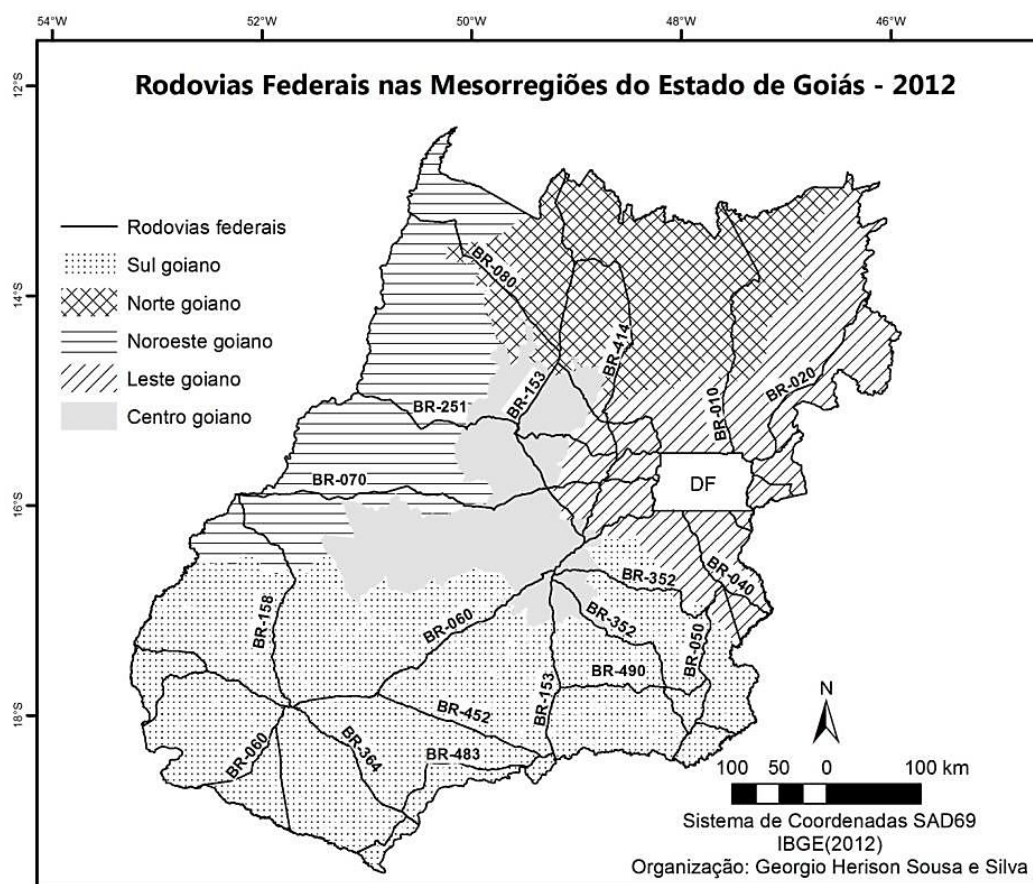 54°W
52°W
50°W
48°W
46°W
12°S
14°S
16°S
18°S
Rodovias Federais nas Mesorregiões do Estado de Goiás - 2012
Rodovias federais
Sul goiano
Norte goiano
Noroeste goiano
Leste goiano
Centro goiano
BR-080
BR-414
BR-153
BR-251
BR-010
BR-020
BR-070
DF
BR-352
BR-040
BR-158
BR-060
BR-352
BR-050
BR-490
BR-153
BR-452
BR-483
BR-060
BR-364
N
100 50 0 100 km
Sistema de Coordenadas SAD69
IBGE(2012)
Organização: Georgio Herison Sousa e Silva